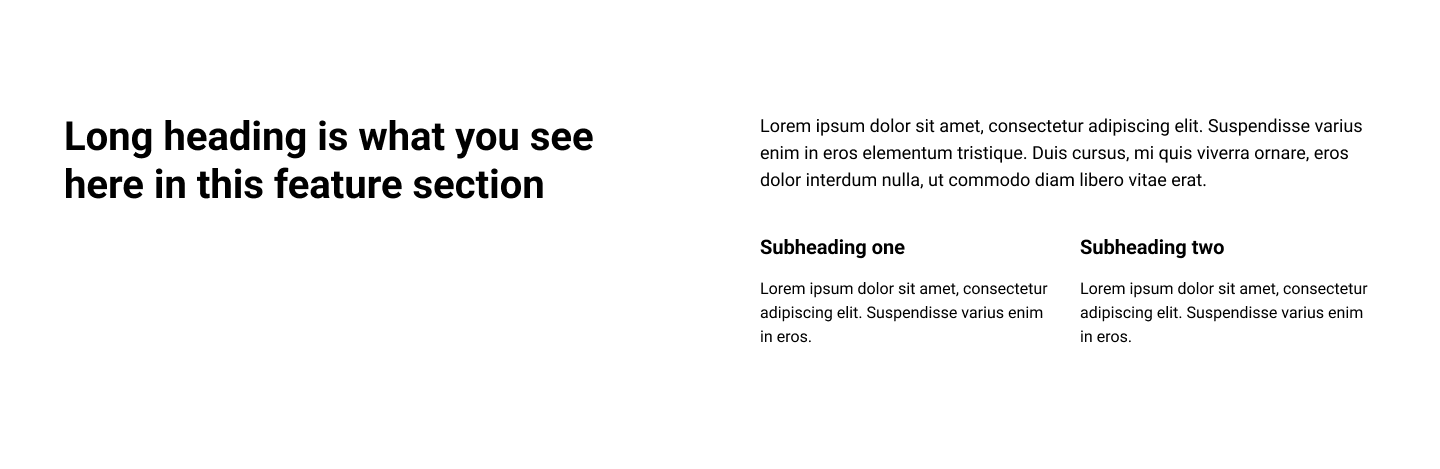 Long heading is what you see
here in this feature section
Lorem ipsum dolor sit amet, consectetur adipiscing elit. Suspendisse varius
enim in eros elementum tristique. Duis cursus, mi quis viverra ornare, eros
dolor interdum nulla, ut commodo diam libero vitae erat.
Subheading one
Lorem ipsum dolor sit amet, consectetur
adipiscing elit. Suspendisse varius enim
in eros.
Subheading two
Lorem ipsum dolor sit amet, consectetur
adipiscing elit. Suspendisse varius enim
in eros.